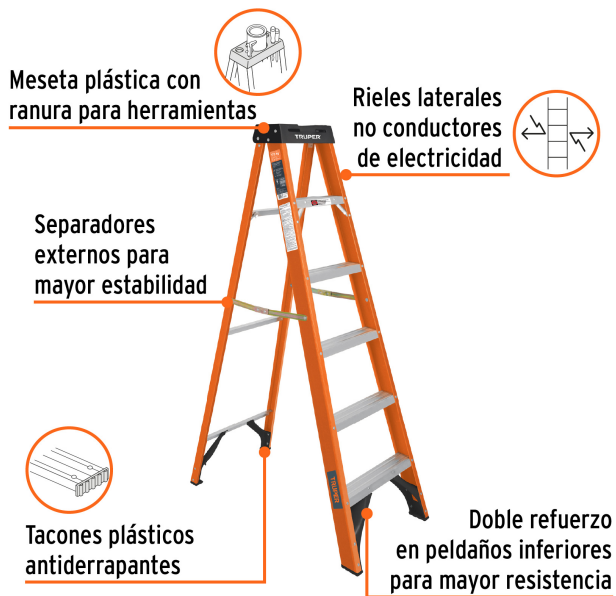 Meseta plástica con
ranura para herramientas
Rieles laterales
no conductores
de electricidad
TRUPER
Separadores
externos para
mayor estabilidad
TRUPER
Tacones plásticos
antiderrapantes
Doble refuerzo
en peldaños inferiores
para mayor resistencia